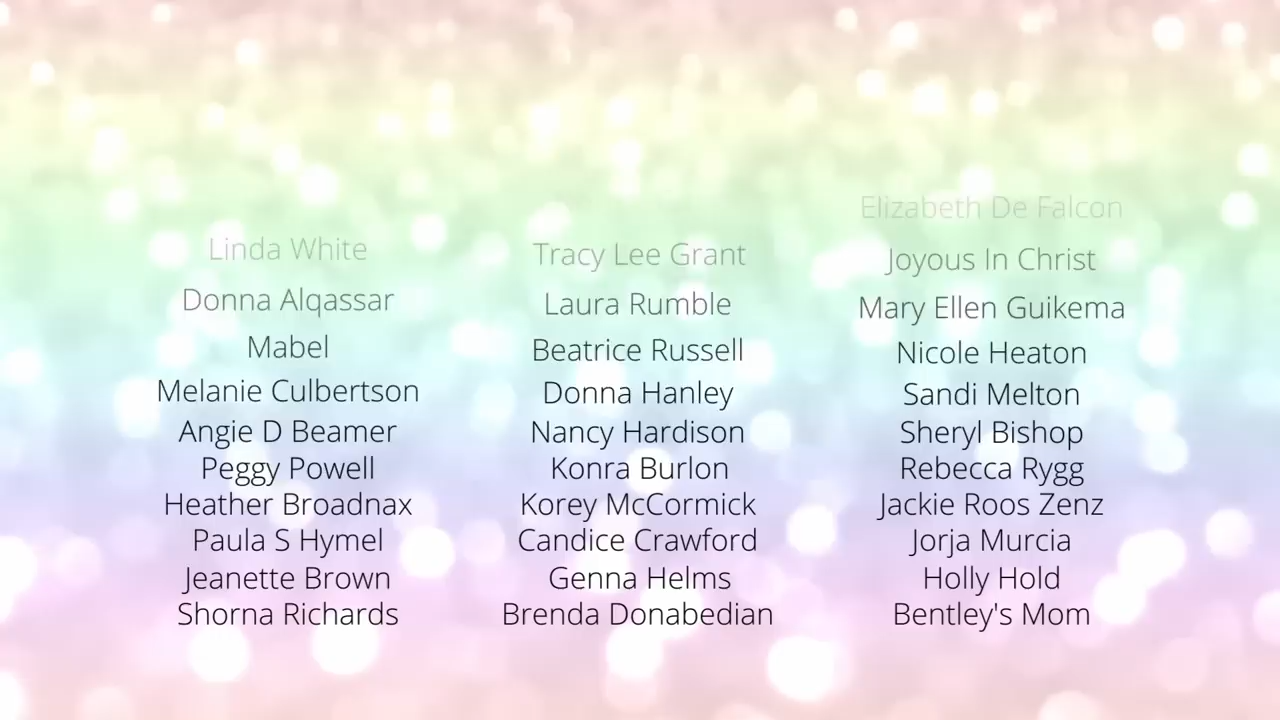 Linda White
Donna Alqassar
Mabel
Melanie Culbertson
Angie D Beamer
Peggy Powell
Heather Broadnax
Paula S Hymel
Jeanette Brown
Shorna Richards
Tracy Lee Grant
Laura Rumble
Beatrice Russell
Donna Hanley
Nancy Hardison
Konra Burlon
Korey McCormick
Candice Crawford
Genna Helms
Brenda Donabedian
Elizabeth De Falcon
Joyous In Christ
Mary Ellen Guikema
Nicole Heaton
Sandi Melton
Sheryl Bishop
Rebecca Rygg
Jackie Roos Zenz
Jorja Murcia
Holly Hold
Bentley's Mom